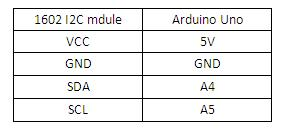 1602 I2C mdule Arduino Uno
VCC 5V
GND GND
SDA A4
SCL A5